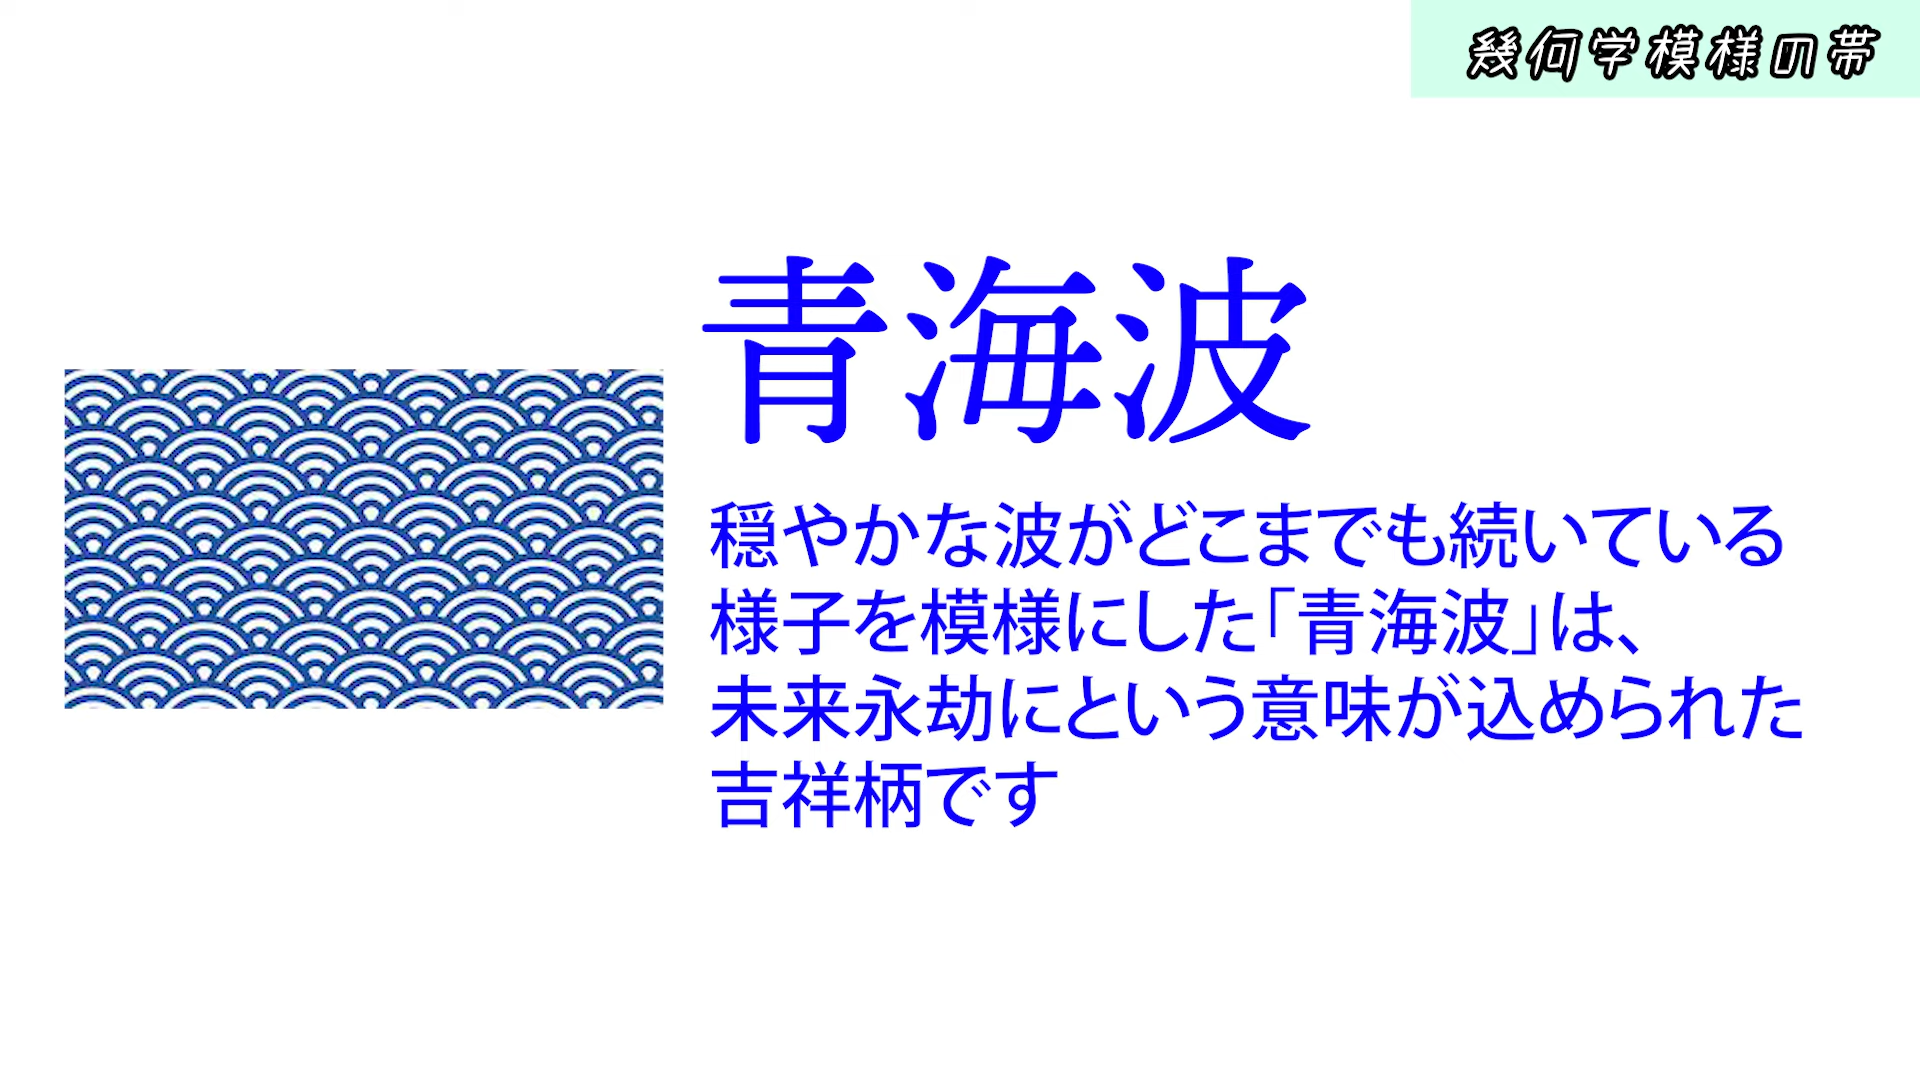 幾何学模様の帯
青海波
穏やかな波がどこまでも続いている
様子を模様にした「青海波」は、
未来永劫にという意味が込められた
吉祥柄です